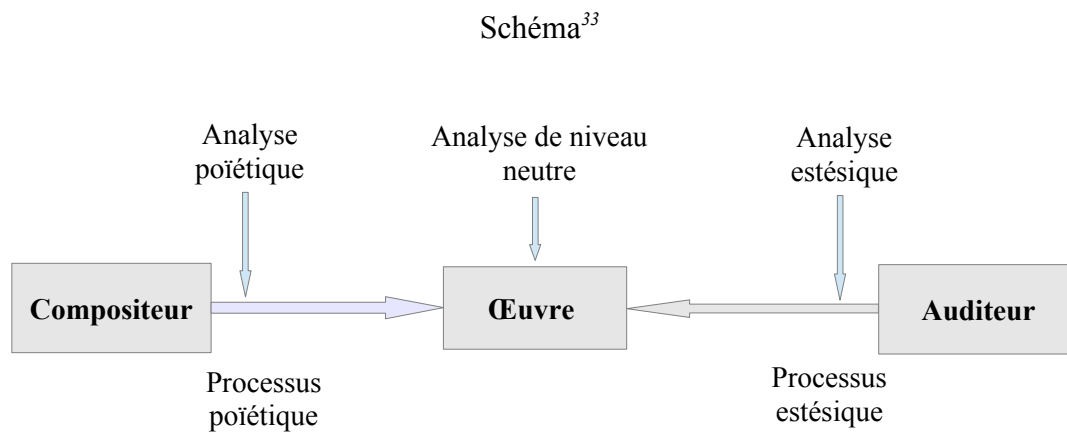 Schéma33
Analyse
poïétique
Analyse de niveau
neutre
Analyse
estésique
Compositeur
Œuvre
Auditeur
Processus
poïétique
Processus
estésique